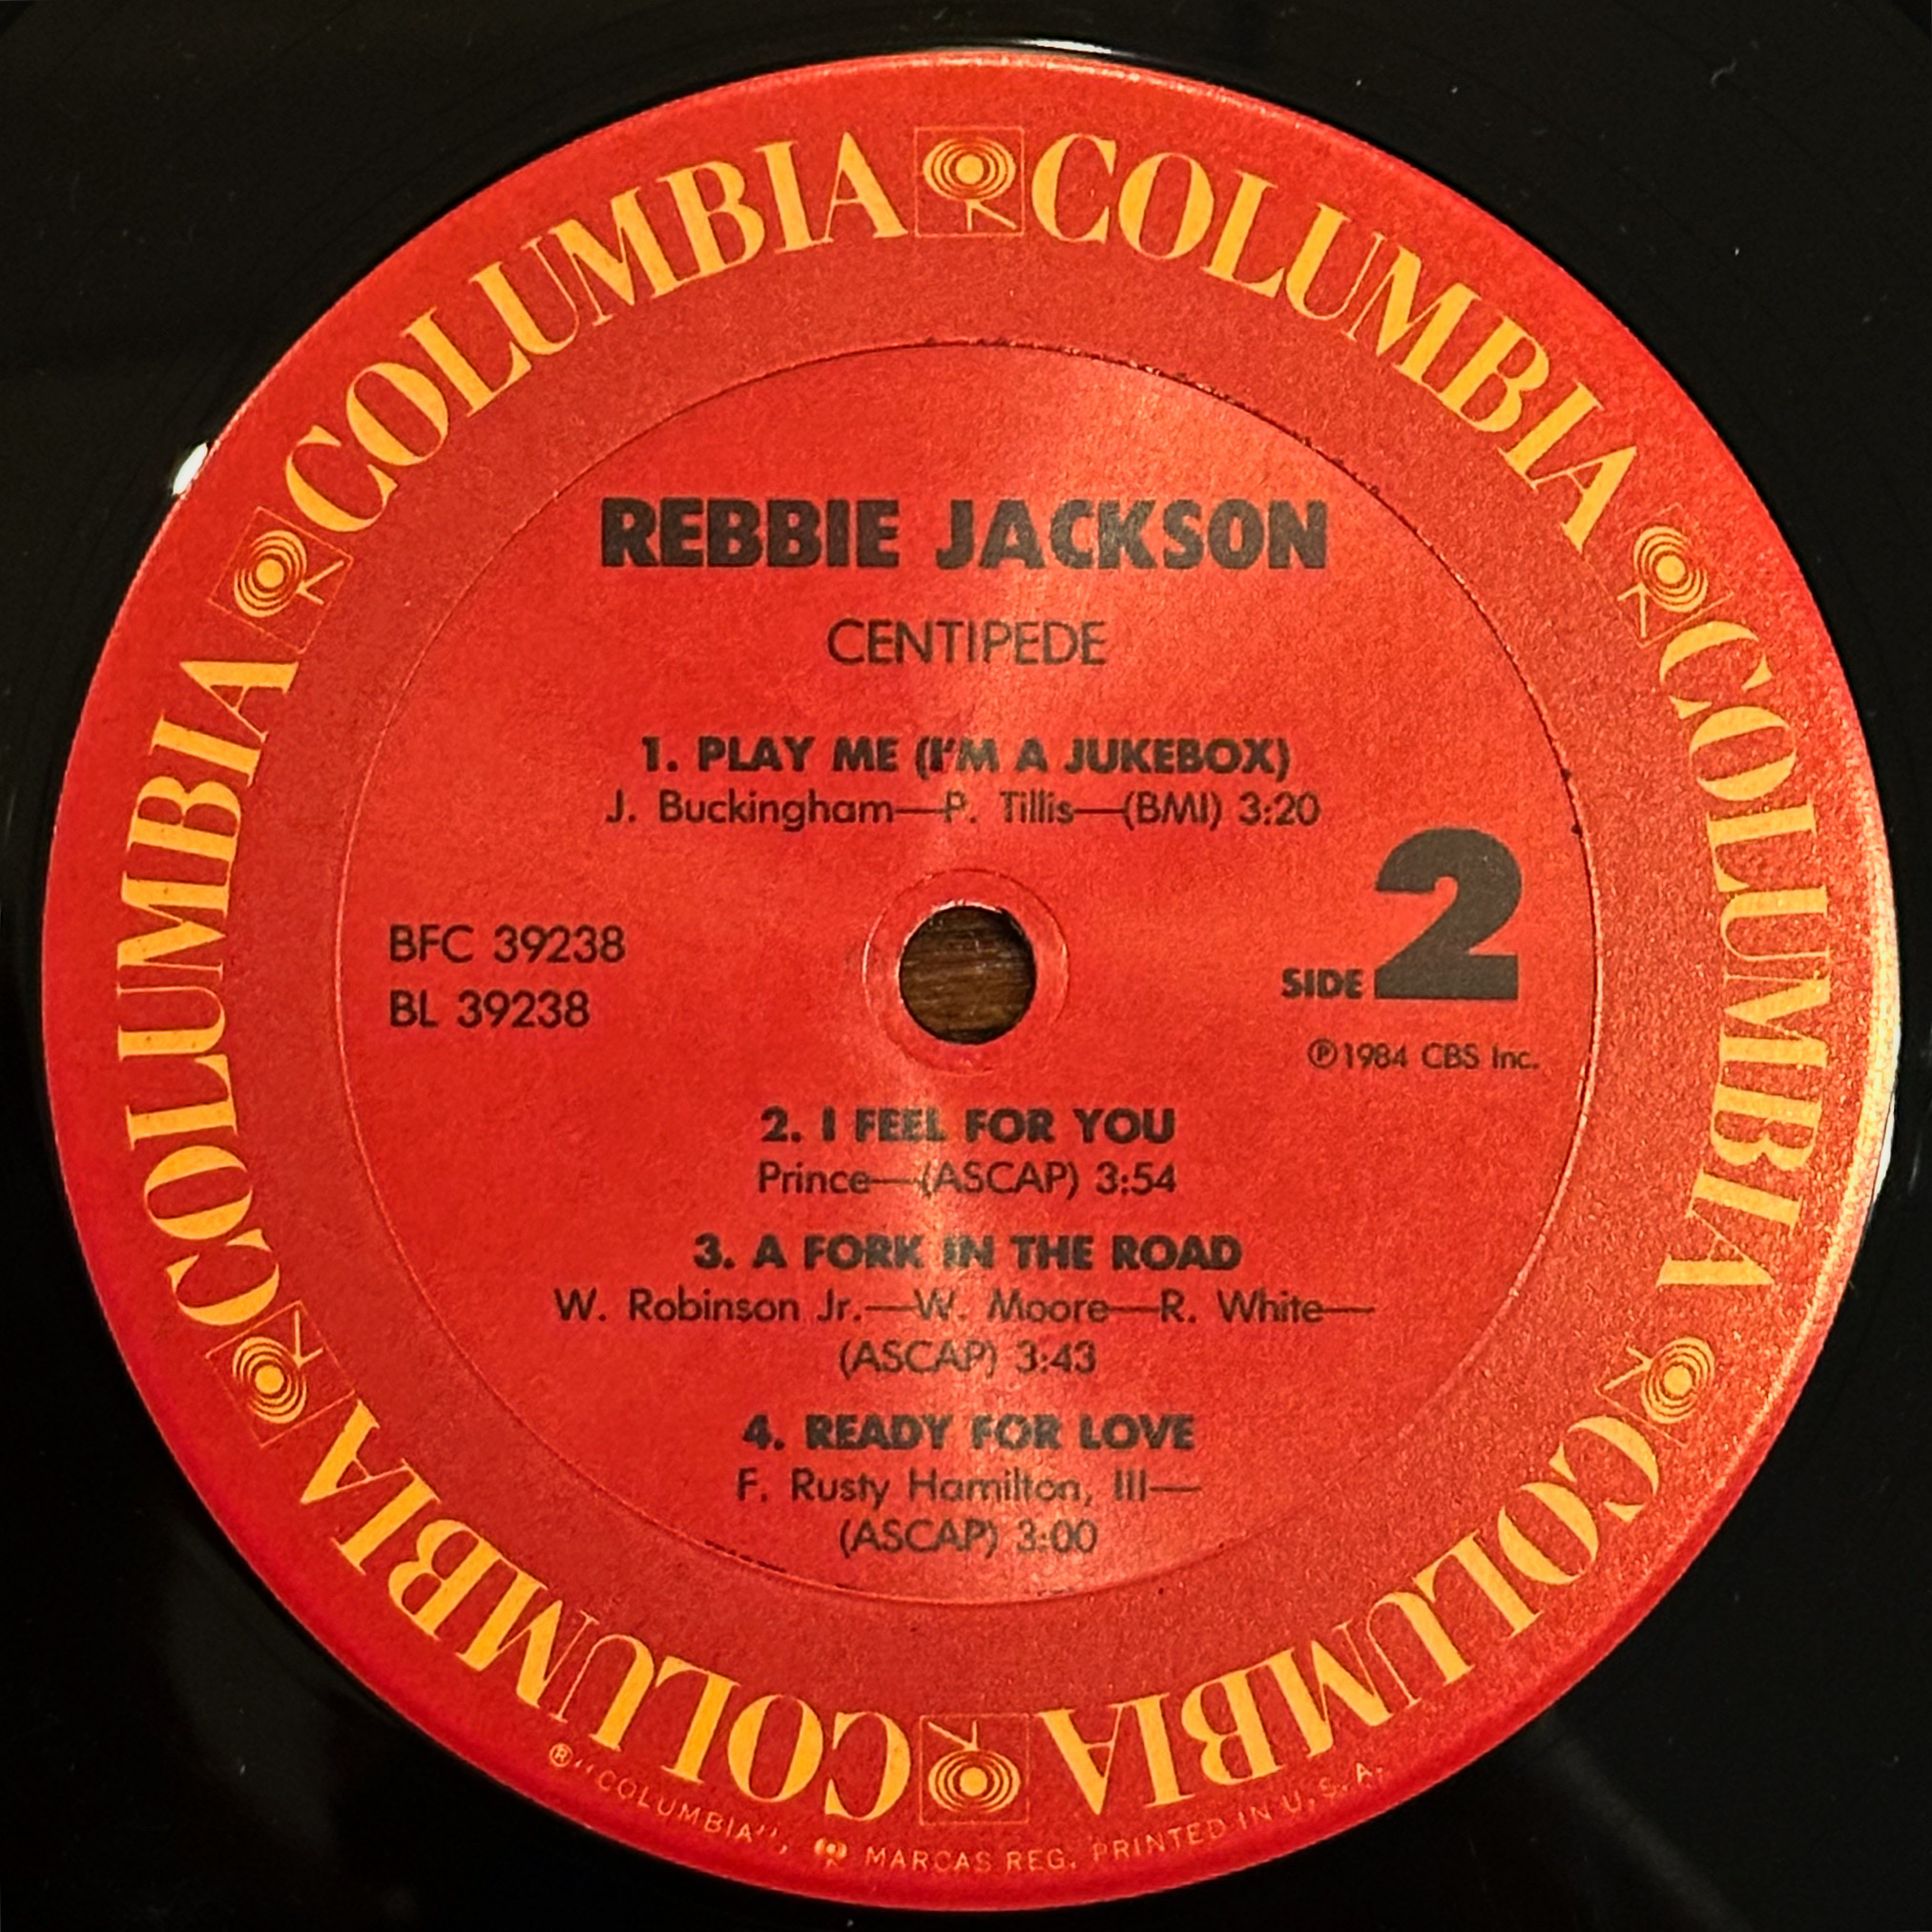 COLUMBIA COLUMBIA COLUMBIA COLUMBIA COLUMBIA COLUMBIA
REBBIE JACKSON
CENTIPEDE
1. PLAY ME (I'M A JUKEBOX)
J. Buckingham—P. Tillis—(BMI) 3:20
BFC 39238
BL 39238
SIDE 2
℗1984 CBS Inc.
2. I FEEL FOR YOU
Prince—(ASCAP) 3:54
3. A FORK IN THE ROAD
W. Robinson Jr.—W. Moore—R. White—
(ASCAP) 3:43
4. READY FOR LOVE
F. Rusty Hamilton, III—
(ASCAP) 3:00
®"COLUMBIA", MARCAS REG. PRINTED IN U.S.A.